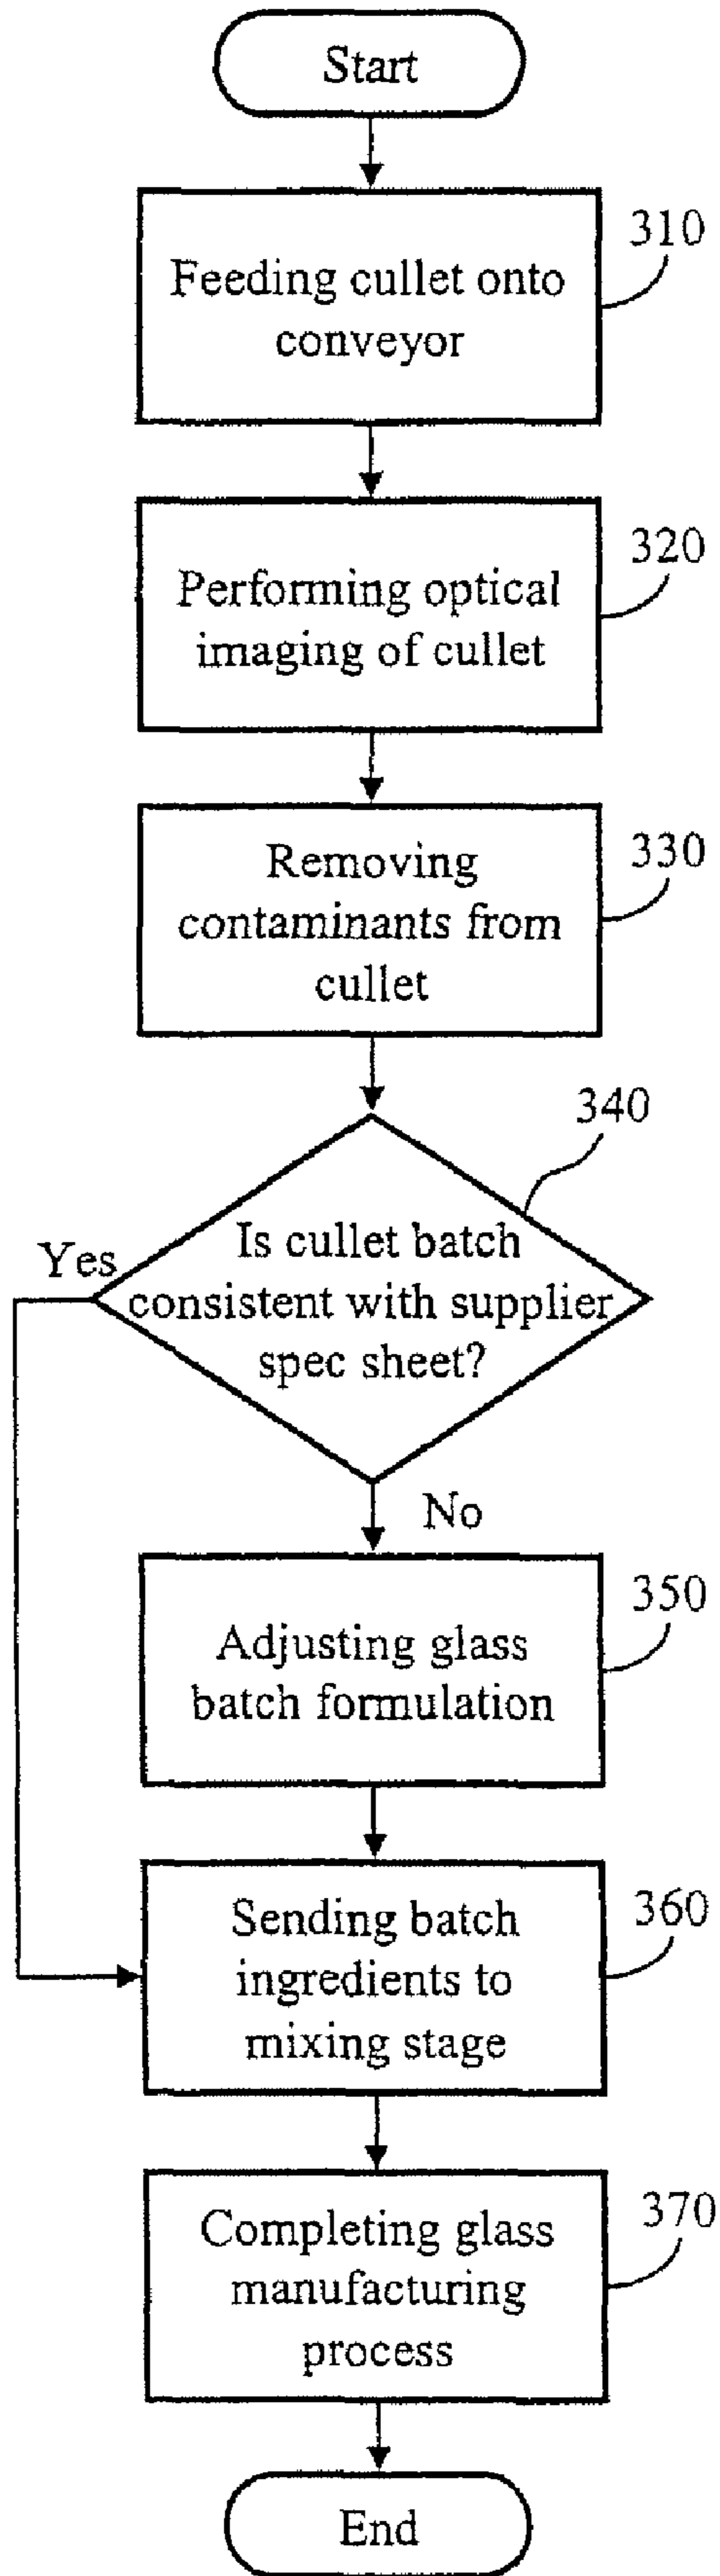 Start
310
Feeding cullet onto
conveyor
320
Performing optical
imaging of cullet
330
Removing
contaminants from
cullet
340
Yes
Is cullet batch
consistent with supplier
spec sheet?
No
350
Adjusting glass
batch formulation
360
Sending batch
ingredients to
mixing stage
370
Completing glass
manufacturing
process
End